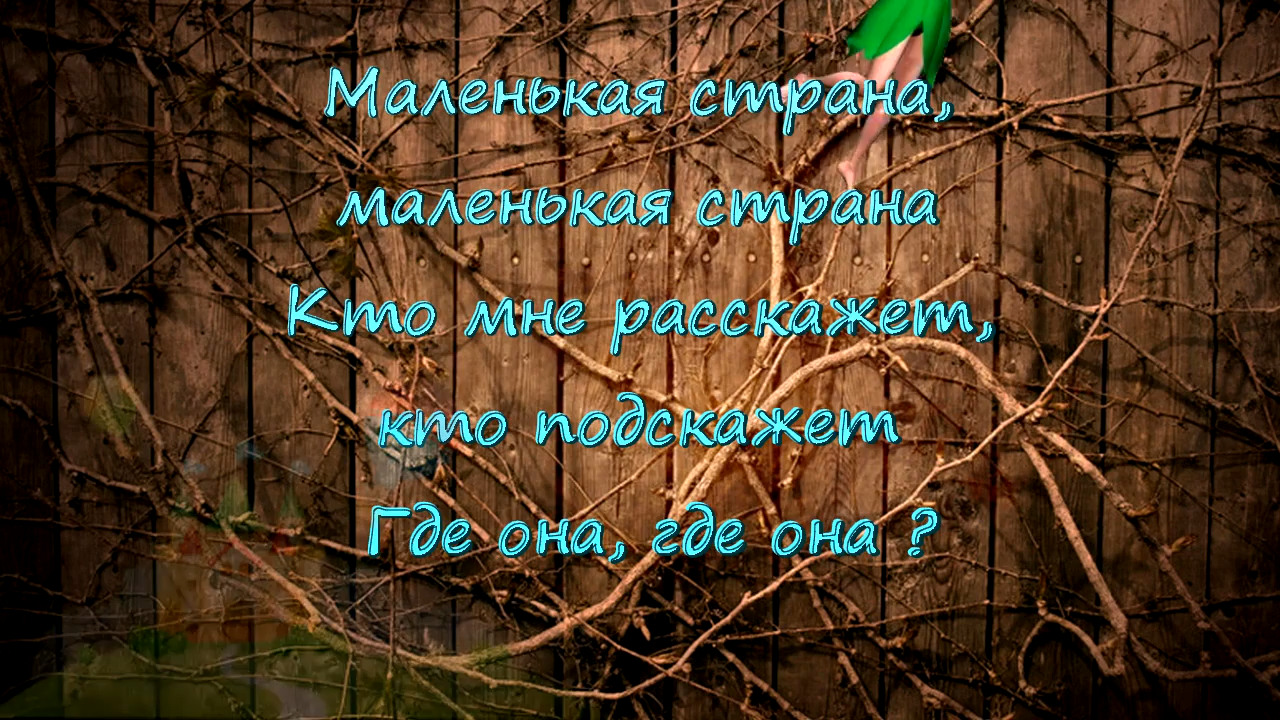 Маленькая страна,
маленькая страна
Кто мне расскажет,
кто подскажет
Где она, где она ?